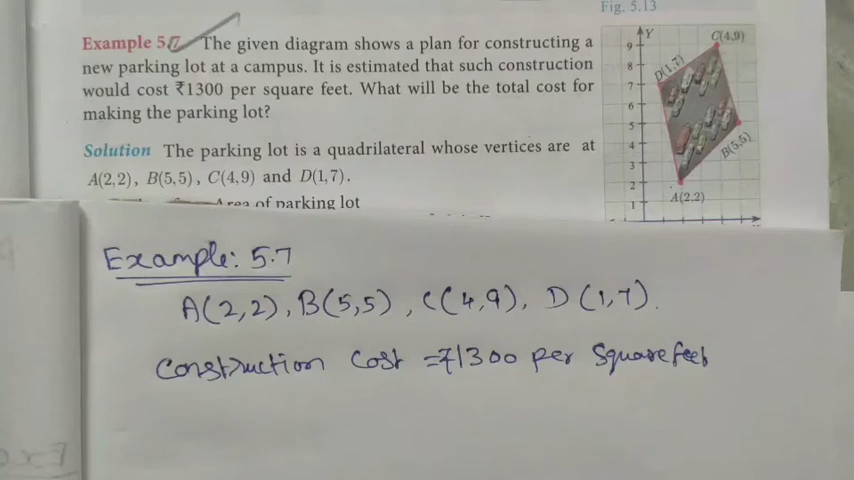 Fig. 5.13
Example 5.7 The given diagram shows a plan for constructing a
new parking lot at a campus. It is estimated that such construction
would cost ₹1300 per square feet. What will be the total cost for
making the parking lot?
Solution The parking lot is a quadrilateral whose vertices are at
A(2,2), B(5,5), C(4,9) and D(1,7).
Area of parking lot
Y
C(4,9)
D(1,7)
B(5,5)
A(2,2)
9
8
7
6
5
4
3
2
1
Example: 5.7
A(2,2), B(5,5), C(4,9), D(1,7).
Construction Cost = ₹1300 per Square feet